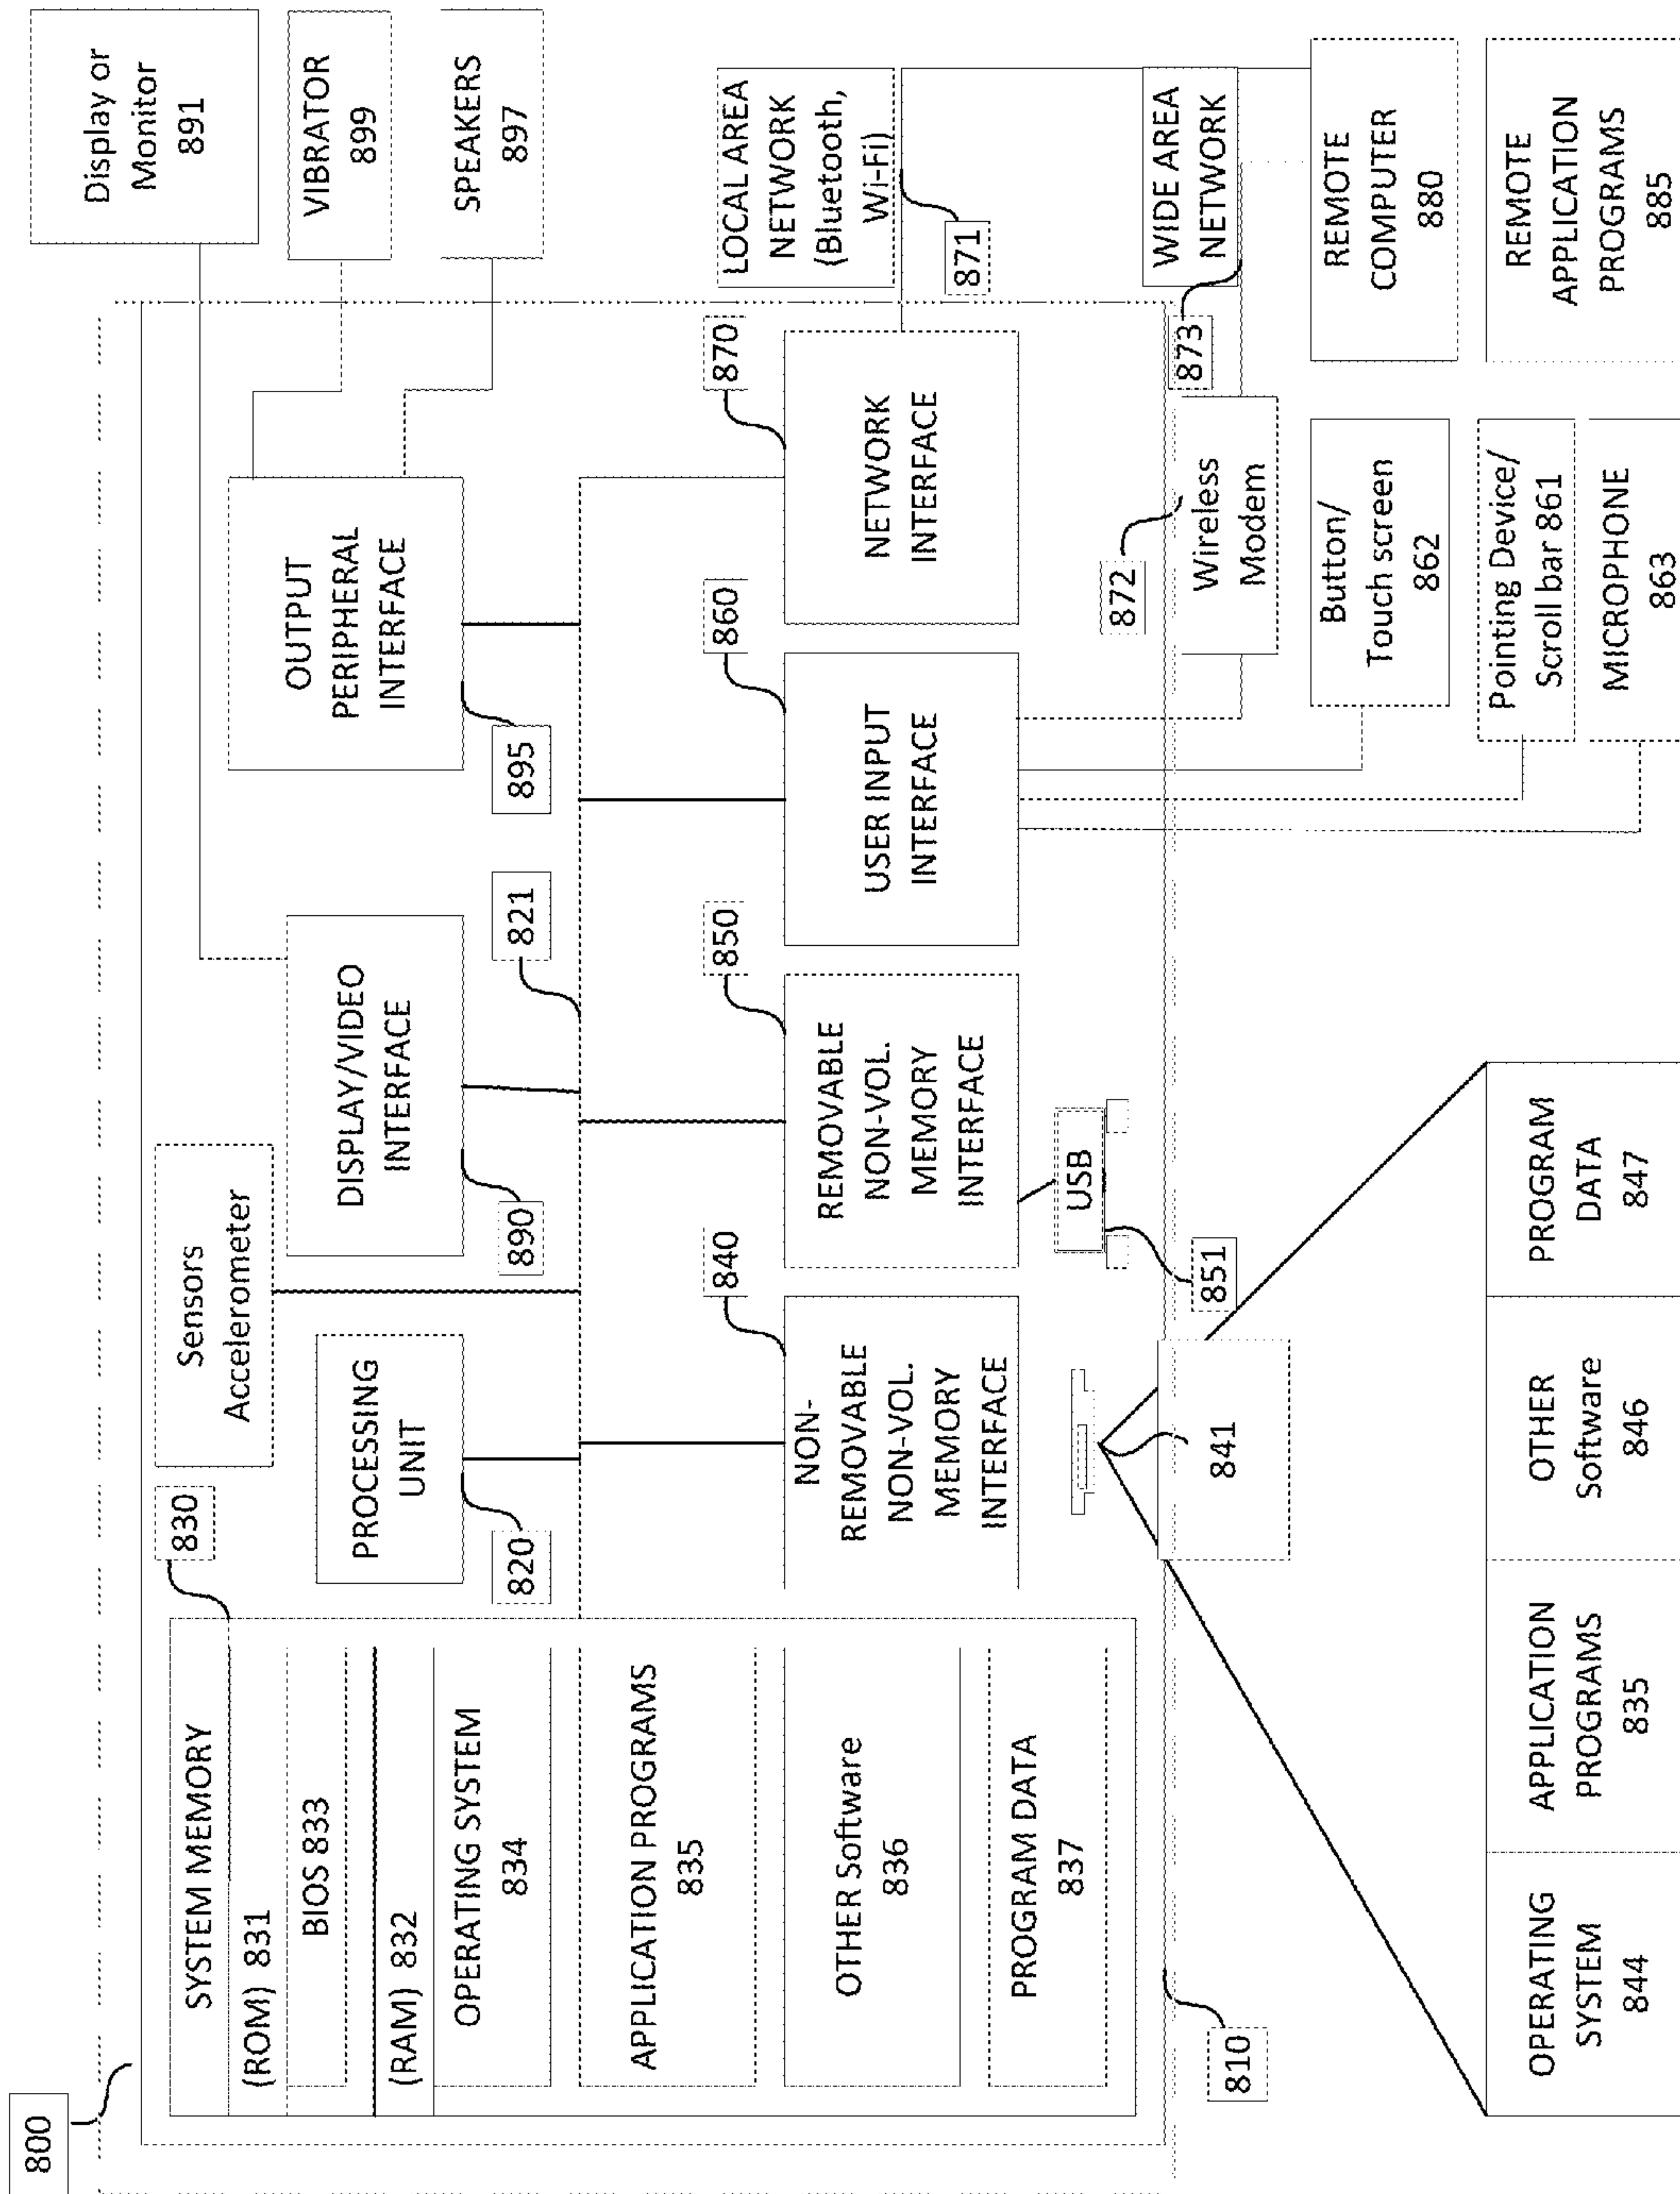 800
SYSTEM MEMORY
(ROM) 831
BIOS 833
(RAM) 832
OPERATING SYSTEM
834
APPLICATION PROGRAMS
835
OTHER Software
836
PROGRAM DATA
837
830
Sensors
Accelerometer
PROCESSING
UNIT
820
DISPLAY/VIDEO
INTERFACE
890
821
OUTPUT
PERIPHERAL
INTERFACE
895
Display or
Monitor
891
VIBRATOR
899
SPEAKERS
897
840
NON-
REMOVABLE
NON-VOL.
MEMORY
INTERFACE
850
REMOVABLE
NON-VOL.
MEMORY
INTERFACE
860
USER INPUT
INTERFACE
870
NETWORK
INTERFACE
LOCAL AREA
NETWORK
(Bluetooth,
Wi-Fi)
871
WIDE AREA
NETWORK
873
872
Wireless
Modem
USB
851
841
810
REMOTE
COMPUTER
880
REMOTE
APPLICATION
PROGRAMS
885
Button/
Touch screen
862
Pointing Device/
Scroll bar 861
MICROPHONE
863
OPERATING
SYSTEM
844
APPLICATION
PROGRAMS
835
OTHER
Software
846
PROGRAM
DATA
847